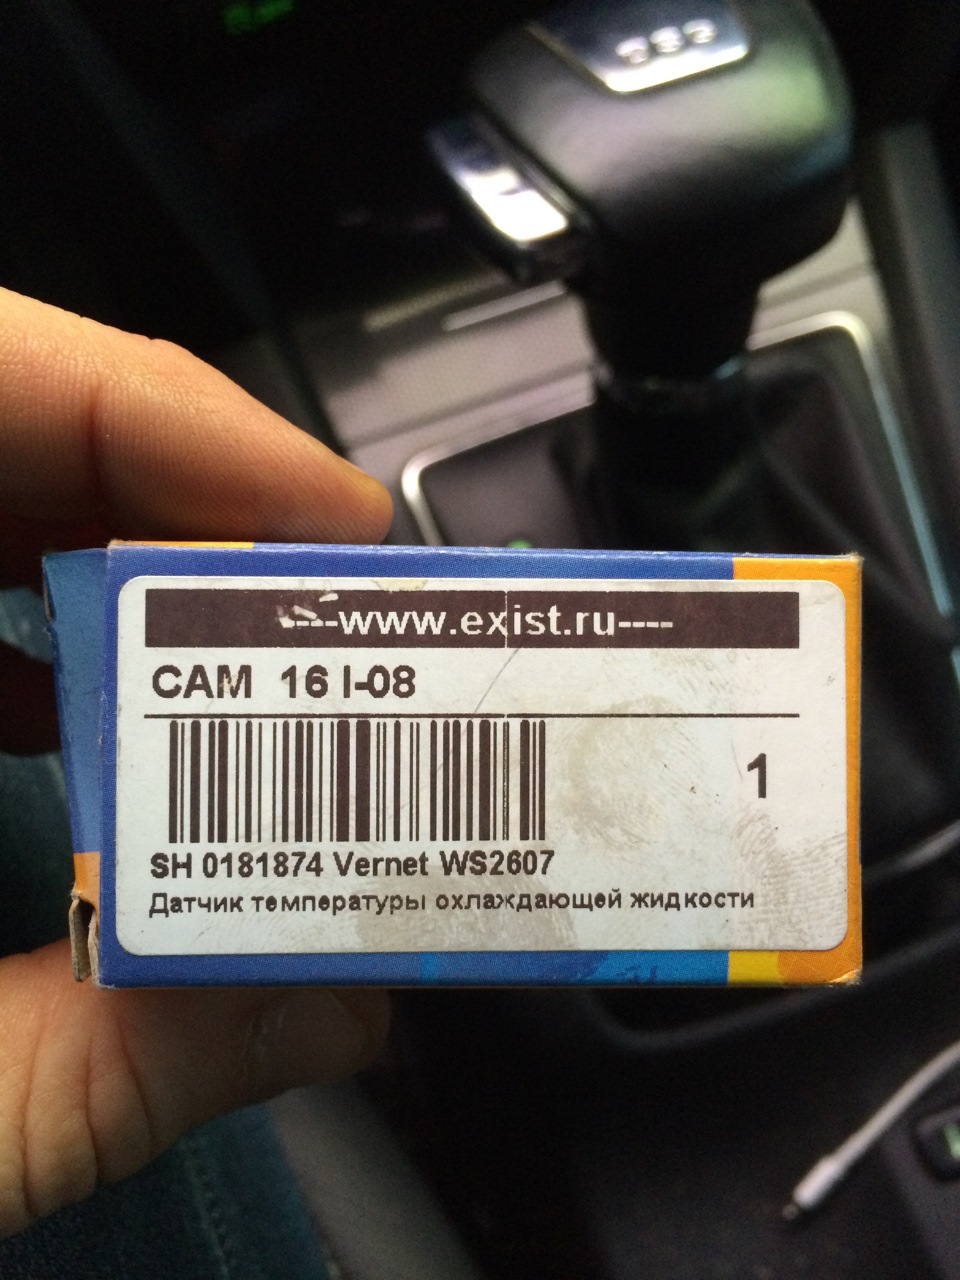 ----www.exist.ru----
CAM 16 I-08
1
SH 0181874 Vernet WS2607
Датчик температуры охлаждающей жидкости